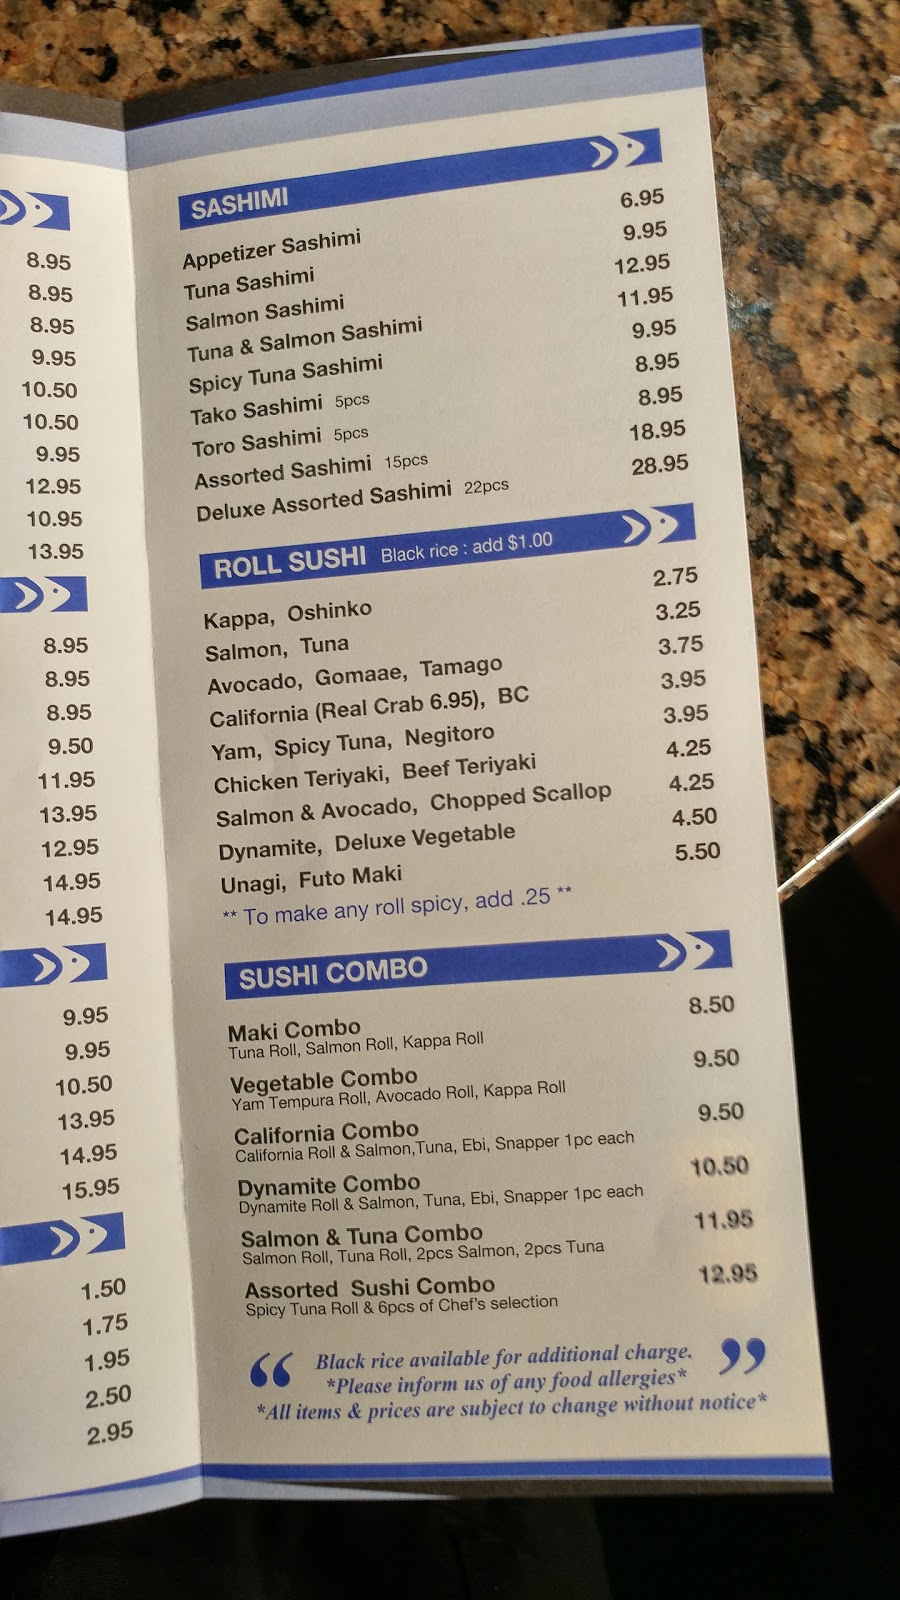 8.95
8.95
8.95
9.95
10.50
10.50
9.95
12.95
10.95
13.95
8.95
8.95
8.95
9.50
11.95
13.95
12.95
14.95
14.95
9.95
9.95
10.50
13.95
14.95
15.95
1.50
1.75
1.95
2.50
2.95
SASHIMI
Appetizer Sashimi 6.95
Tuna Sashimi 9.95
Salmon Sashimi 12.95
Tuna & Salmon Sashimi 11.95
Spicy Tuna Sashimi 9.95
Tako Sashimi 5pcs 8.95
Toro Sashimi 5pcs 8.95
Assorted Sashimi 15pcs 18.95
Deluxe Assorted Sashimi 22pcs 28.95
ROLL SUSHI Black rice : add $1.00
Kappa, Oshinko 2.75
Salmon, Tuna 3.25
Avocado, Gomaae, Tamago 3.75
California (Real Crab 6.95), BC 3.95
Yam, Spicy Tuna, Negitoro 3.95
Chicken Teriyaki, Beef Teriyaki 4.25
Salmon & Avocado, Chopped Scallop 4.25
Dynamite, Deluxe Vegetable 4.50
Unagi, Futo Maki 5.50
** To make any roll spicy, add .25 **
SUSHI COMBO
Maki Combo 8.50
Tuna Roll, Salmon Roll, Kappa Roll
Vegetable Combo 9.50
Yam Tempura Roll, Avocado Roll, Kappa Roll
California Combo 9.50
California Roll & Salmon,Tuna, Ebi, Snapper 1pc each
Dynamite Combo 10.50
Dynamite Roll & Salmon, Tuna, Ebi, Snapper 1pc each
Salmon & Tuna Combo 11.95
Salmon Roll, Tuna Roll, 2pcs Salmon, 2pcs Tuna
Assorted Sushi Combo 12.95
Spicy Tuna Roll & 6pcs of Chef's selection
“ Black rice available for additional charge. ”
*Please inform us of any food allergies*
*All items & prices are subject to change without notice*